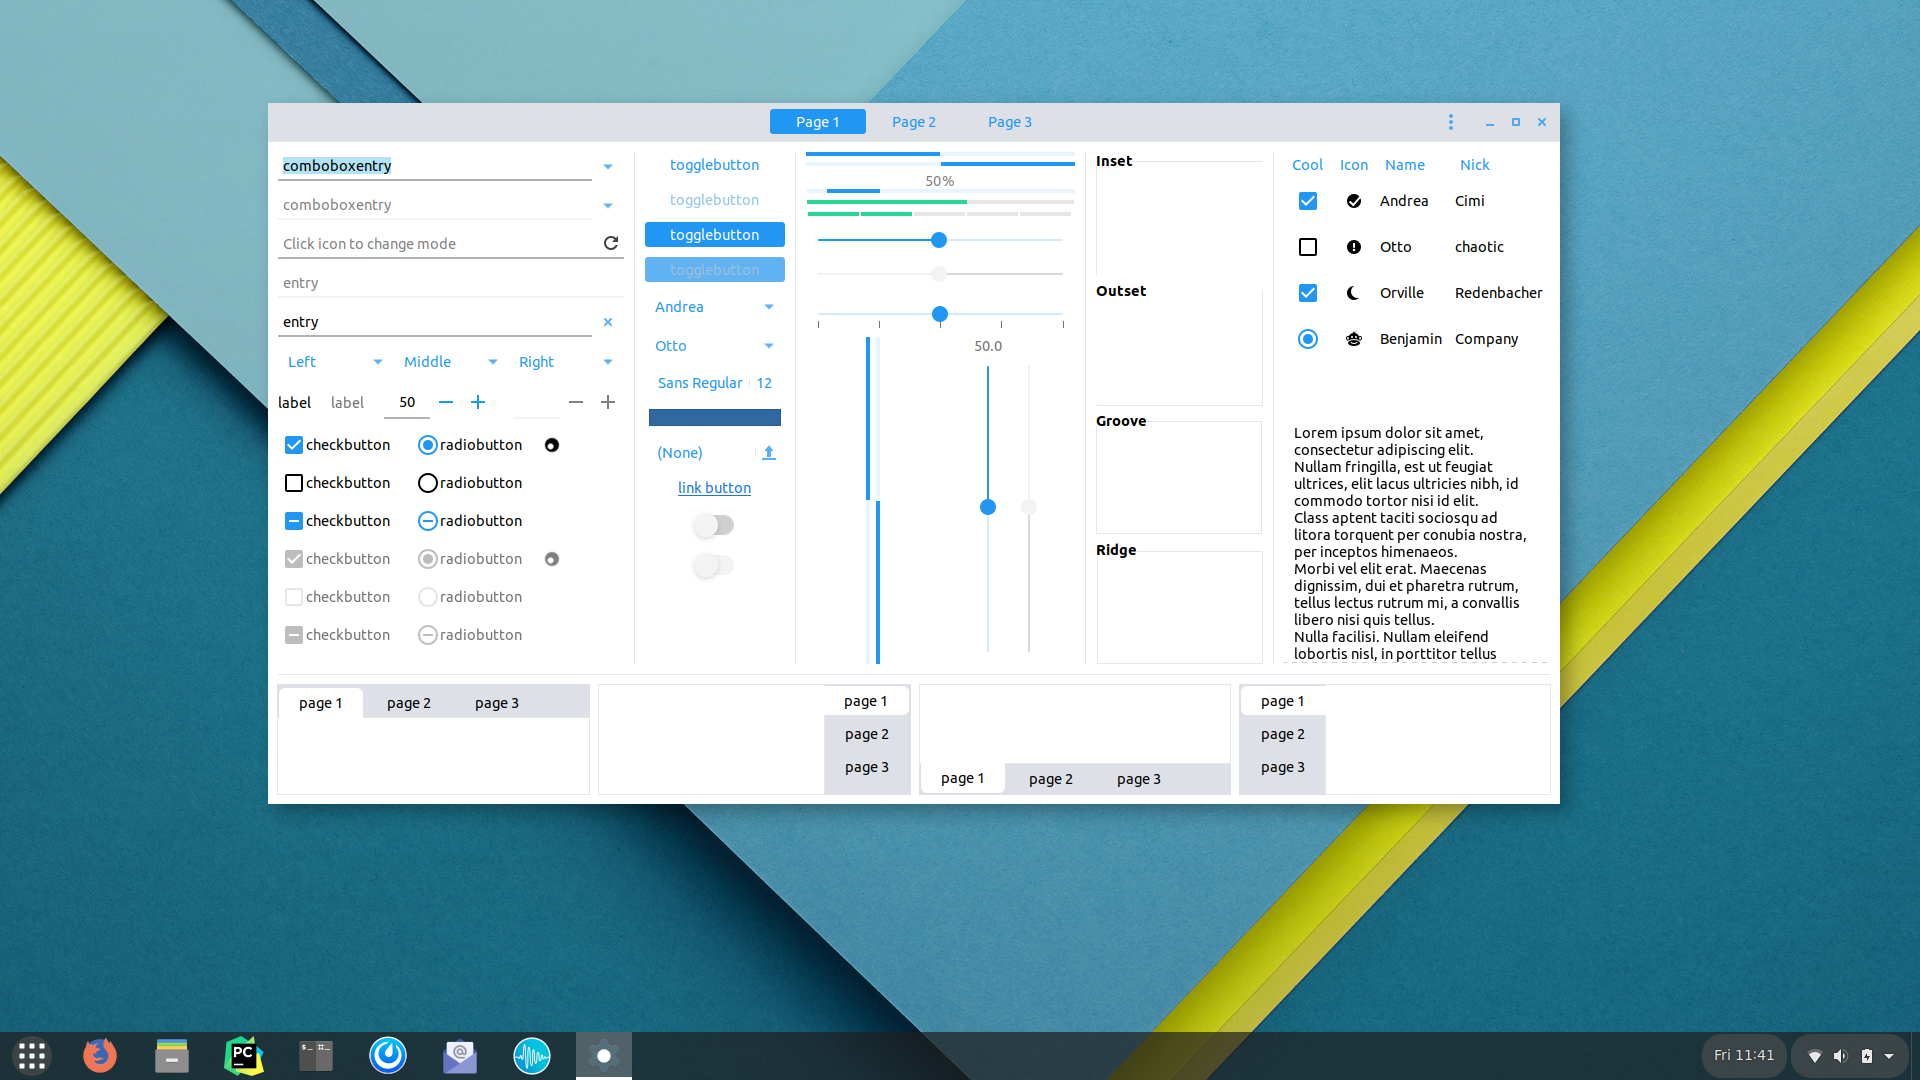 Page 1 Page 2 Page 3
comboboxentry
comboboxentry
Click icon to change mode
entry
entry
Left Middle Right
label label 50
checkbutton radiobutton
checkbutton radiobutton
checkbutton radiobutton
checkbutton radiobutton
checkbutton radiobutton
checkbutton radiobutton
togglebutton
togglebutton
togglebutton
togglebutton
Andrea
Otto
Sans Regular 12
(None)
link button
50%
50.0
Inset
Outset
Groove
Ridge
Cool Icon Name Nick
Andrea Cimi
Otto chaotic
Orville Redenbacher
Benjamin Company
Lorem ipsum dolor sit amet,
consectetur adipiscing elit.
Nullam fringilla, est ut feugiat
ultrices, elit lacus ultricies nibh, id
commodo tortor nisi id elit.
Class aptent taciti sociosqu ad
litora torquent per conubia nostra,
per inceptos himenaeos.
Morbi vel elit erat. Maecenas
dignissim, dui et pharetra rutrum,
tellus lectus rutrum mi, a convallis
libero nisi quis tellus.
Nulla facilisi. Nullam eleifend
lobortis nisl, in porttitor tellus
page 1 page 2 page 3
page 1
page 2
page 3
page 1 page 2 page 3
page 1
page 2
page 3
PC
@
Fri 11:41